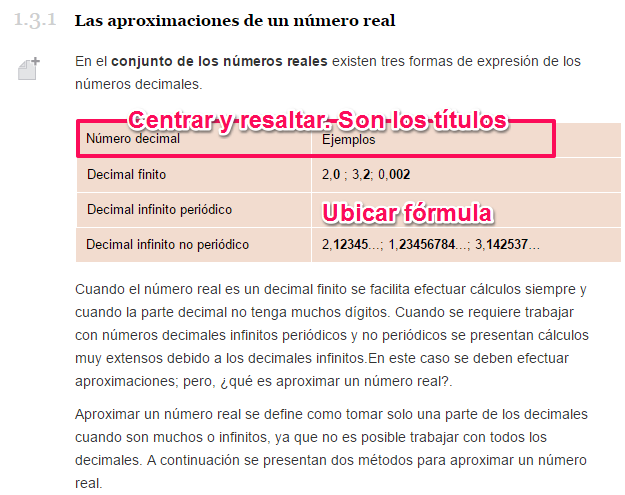 1.3.1 Las aproximaciones de un número real
En el conjunto de los números reales existen tres formas de expresión de los
números decimales.
Centrar y resaltar. Son los títulos
Número decimal Ejemplos
Decimal finito 2,0 ; 3,2; 0,002
Decimal infinito periódico Ubicar fórmula
Decimal infinito no periódico 2,12345...; 1,23456784...; 3,142537...
Cuando el número real es un decimal finito se facilita efectuar cálculos siempre y
cuando la parte decimal no tenga muchos dígitos. Cuando se requiere trabajar
con números decimales infinitos periódicos y no periódicos se presentan cálculos
muy extensos debido a los decimales infinitos.En este caso se deben efectuar
aproximaciones; pero, ¿qué es aproximar un número real?.
Aproximar un número real se define como tomar solo una parte de los decimales
cuando son muchos o infinitos, ya que no es posible trabajar con todos los
decimales. A continuación se presentan dos métodos para aproximar un número
real.